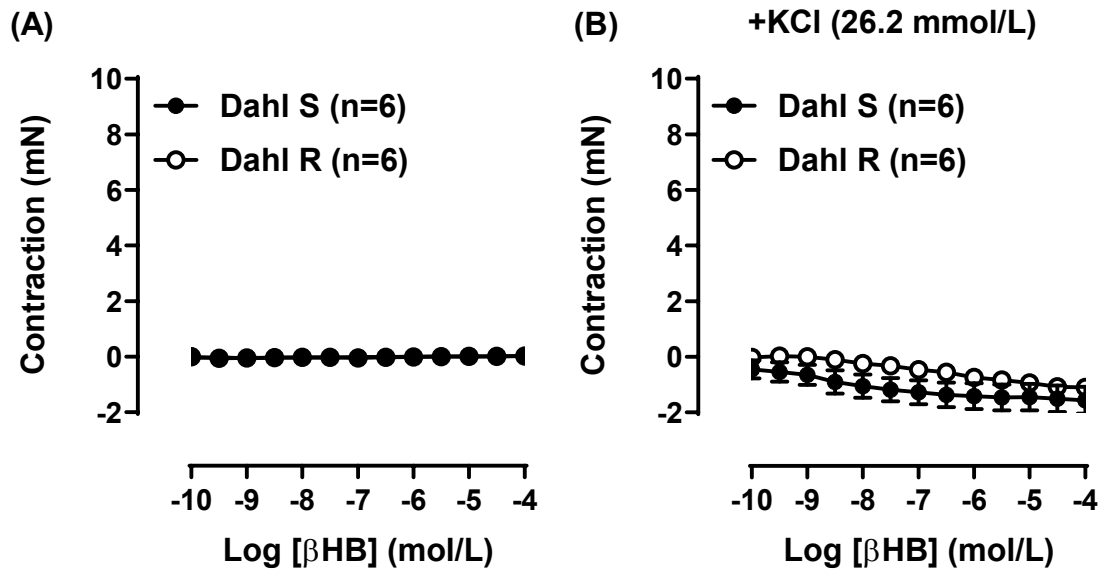 (A)
Contraction (mN)
10
8
6
4
2
0
-2
Dahl S (n=6)
Dahl R (n=6)
-10 -9 -8 -7 -6 -5 -4
Log [βHB] (mol/L)
(B)
+KCl (26.2 mmol/L)
Contraction (mN)
10
8
6
4
2
0
-2
Dahl S (n=6)
Dahl R (n=6)
-10 -9 -8 -7 -6 -5 -4
Log [βHB] (mol/L)